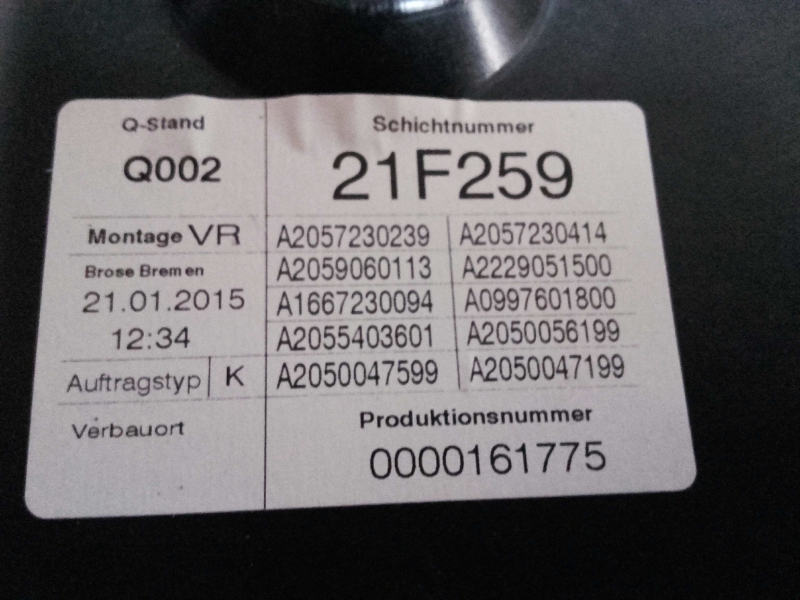 Q-Stand
Q002
Schichtnummer
21F259
Montage VR
A2057230239 A2057230414
Brose Bremen
A2059060113 A2229051500
21.01.2015
A1667230094 A0997601800
12:34
A2055403601 A2050056199
Auftragstyp K
A2050047599 A2050047199
Verbauort
Produktionsnummer
0000161775